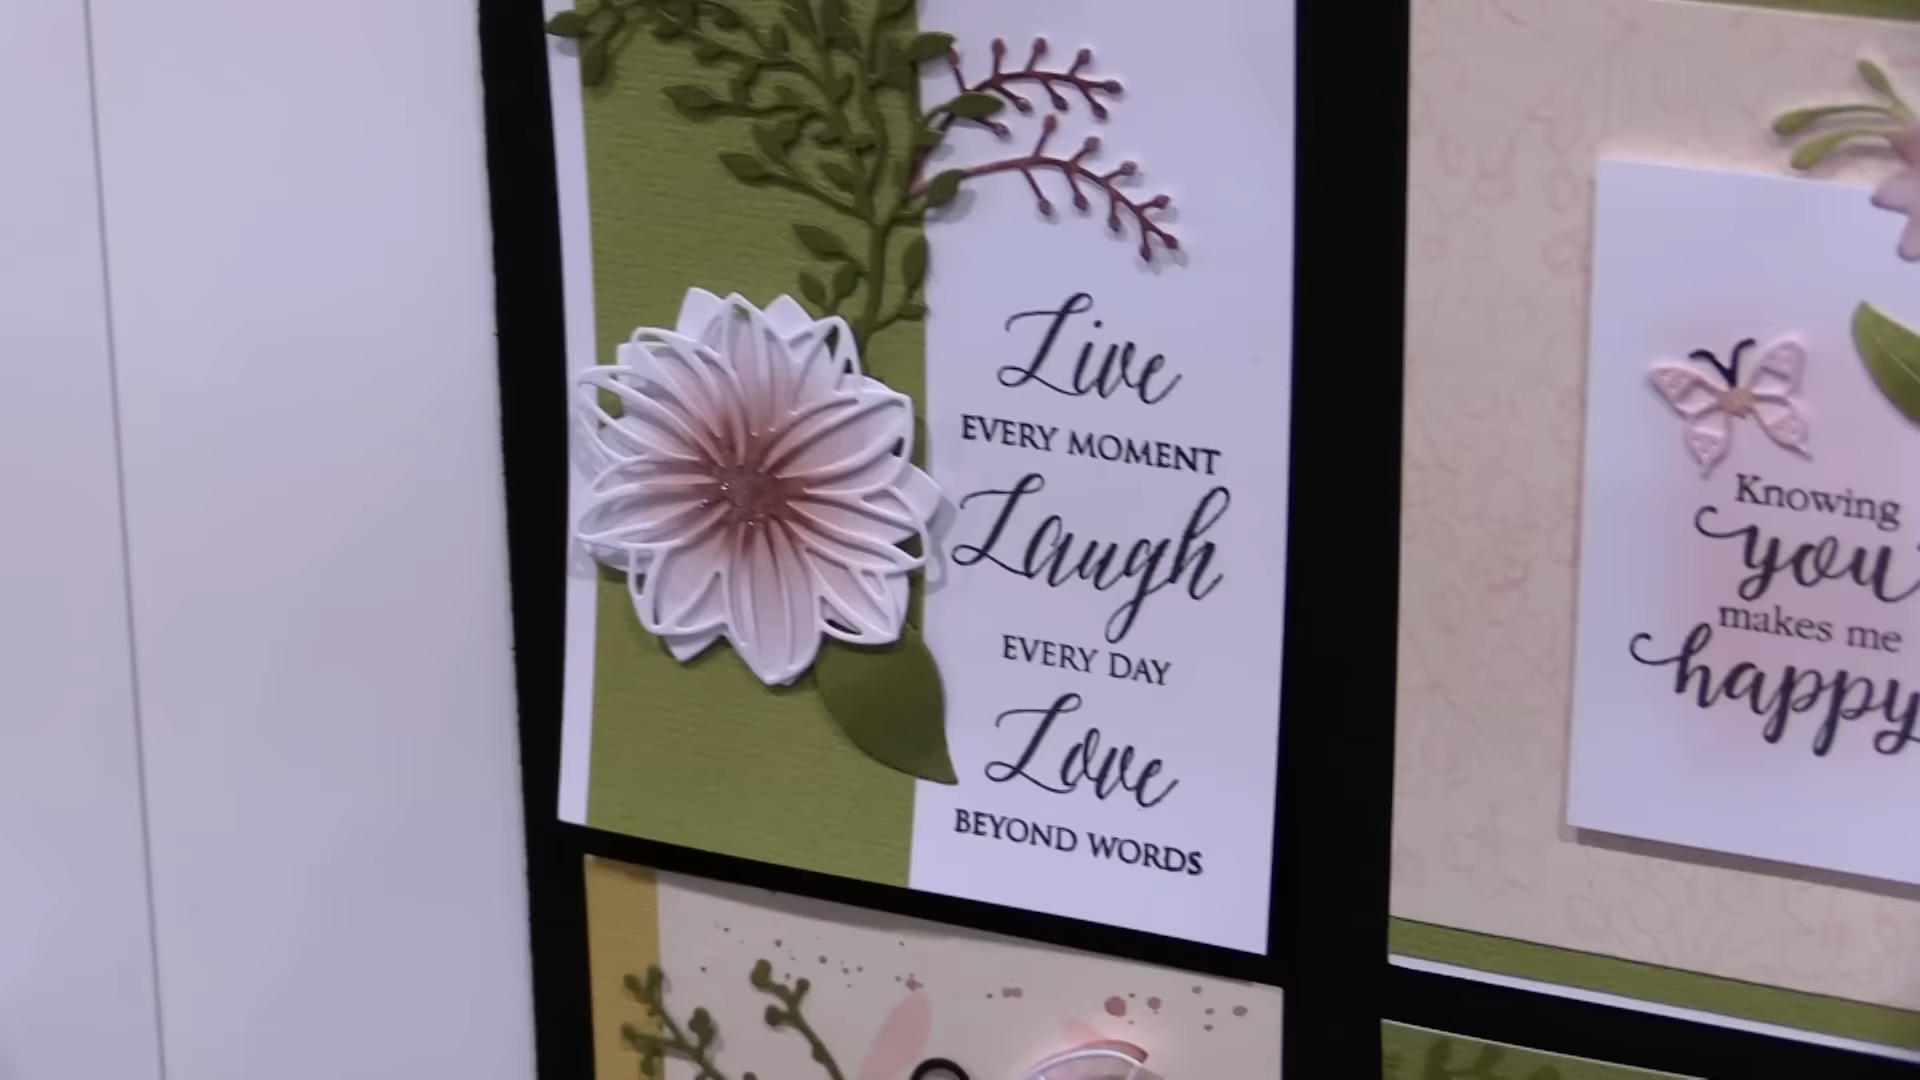 Live
EVERY MOMENT
Laugh
EVERY DAY
Love
BEYOND WORDS
Knowing
you
makes me
happy